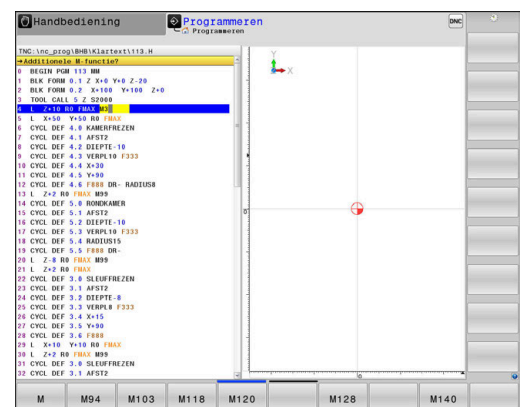 Handbediening
Programmeren
Programmeren
DNC
TNC:\nc_prog\BHB\Klartext\113.H
→Additionele M-functie?
0 BEGIN PGM 113 MM
1 BLK FORM 0.1 Z X+0 Y+0 Z-20
2 BLK FORM 0.2 X+100 Y+100 Z+0
3 TOOL CALL 5 Z S2000
4 L Z+10 R0 FMAX M3
5 L X+50 Y+50 R0 FMAX
6 CYCL DEF 4.0 KAMERFREZEN
7 CYCL DEF 4.1 AFST2
8 CYCL DEF 4.2 DIEPTE-10
9 CYCL DEF 4.3 VERPL10 F333
10 CYCL DEF 4.4 X+30
11 CYCL DEF 4.5 Y+90
12 CYCL DEF 4.6 F888 DR- RADIUS8
13 L Z+2 R0 FMAX M99
14 CYCL DEF 5.0 RONDKAMER
15 CYCL DEF 5.1 AFST2
16 CYCL DEF 5.2 DIEPTE-10
17 CYCL DEF 5.3 VERPL10 F333
18 CYCL DEF 5.4 RADIUS15
19 CYCL DEF 5.5 F888 DR-
20 L Z-8 R0 FMAX M99
21 L Z+2 R0 FMAX
22 CYCL DEF 3.0 SLEUFFREZEN
23 CYCL DEF 3.1 AFST2
24 CYCL DEF 3.2 DIEPTE-8
25 CYCL DEF 3.3 VERPL8 F333
26 CYCL DEF 3.4 X+15
27 CYCL DEF 3.5 Y+90
28 CYCL DEF 3.6 F888
29 L X+10 Y+10 R0 FMAX
30 L Z+2 R0 FMAX M99
31 CYCL DEF 3.0 SLEUFFREZEN
32 CYCL DEF 3.1 AFST2
Y
X
0
0
M M94 M103 M118 M120 M128 M140